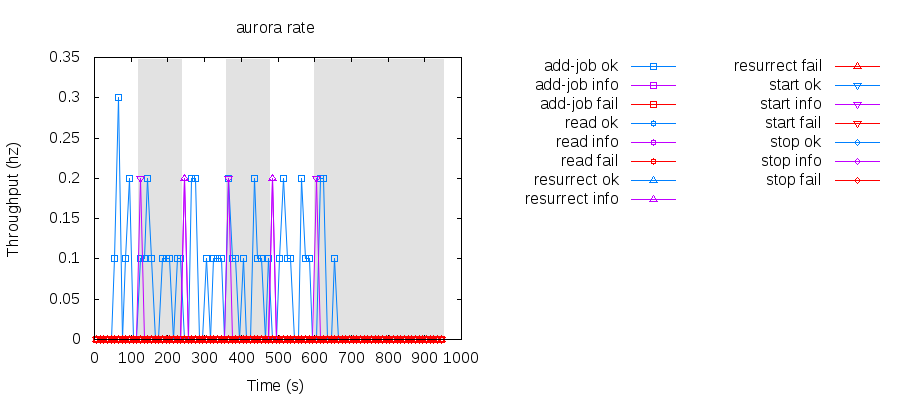 aurora rate
Throughput (hz)
0.35
0.3
0.25
0.2
0.15
0.1
0.05
0
0 100 200 300 400 500 600 700 800 900 1000
Time (s)
add-job ok
add-job info
add-job fail
read ok
read info
read fail
resurrect ok
resurrect info
resurrect fail
start ok
start info
start fail
stop ok
stop info
stop fail